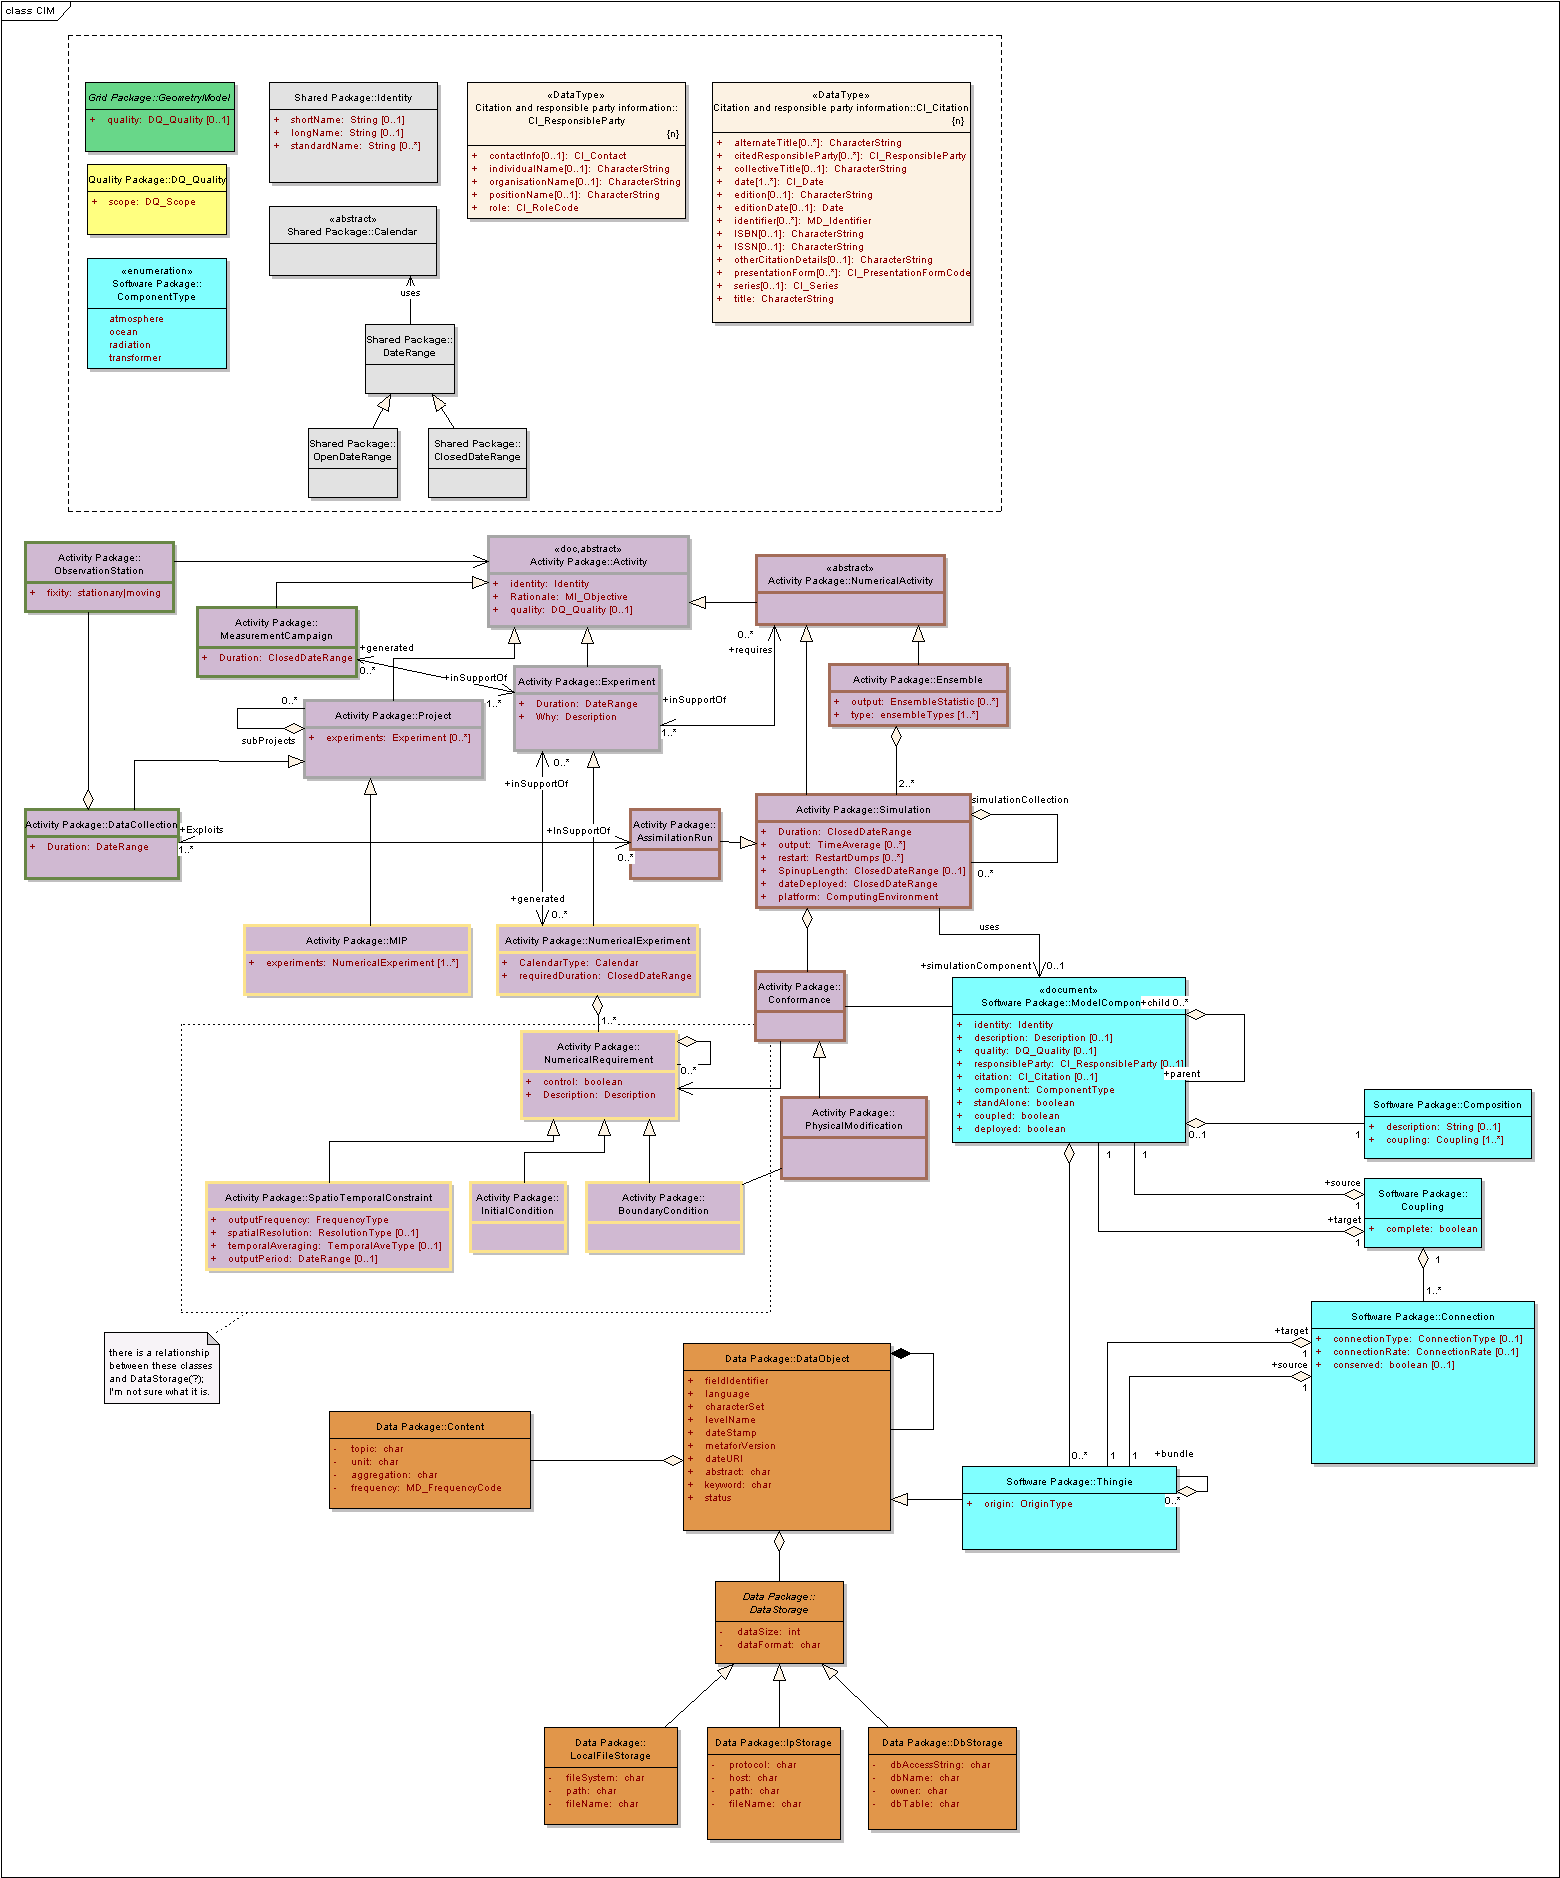 class CIM
Grid Package::GeometryModel
+ quality: DQ_Quality [0..1]
Quality Package::DQ_Quality
+ scope: DQ_Scope
«enumeration»
Software Package::
ComponentType
atmosphere
ocean
radiation
transformer
Shared Package::Identity
+ shortName: String [0..1]
+ longName: String [0..1]
+ standardName: String [0..*]
«abstract»
Shared Package::Calendar
uses
Shared Package::
DateRange
Shared Package::
OpenDateRange
Shared Package::
ClosedDateRange
«DataType»
Citation and responsible party information::
CI_ResponsibleParty
{n}
+ contactInfo[0..1]: CI_Contact
+ individualName[0..1]: CharacterString
+ organisationName[0..1]: CharacterString
+ positionName[0..1]: CharacterString
+ role: CI_RoleCode
«DataType»
Citation and responsible party information::CI_Citation
{n}
+ alternateTitle[0..*]: CharacterString
+ citedResponsibleParty[0..*]: CI_ResponsibleParty
+ collectiveTitle[0..1]: CharacterString
+ date[1..*]: CI_Date
+ edition[0..1]: CharacterString
+ editionDate[0..1]: Date
+ identifier[0..*]: MD_Identifier
+ ISBN[0..1]: CharacterString
+ ISSN[0..1]: CharacterString
+ otherCitationDetails[0..1]: CharacterString
+ presentationForm[0..*]: CI_PresentationFormCode
+ series[0..1]: CI_Series
+ title: CharacterString
Activity Package::
ObservationStation
+ fixity: stationary|moving
Activity Package::
MeasurementCampaign
+ Duration: ClosedDateRange
«doc,abstract»
Activity Package::Activity
+ identity: Identity
+ Rationale: MI_Objective
+ quality: DQ_Quality [0..1]
«abstract»
Activity Package::NumericalActivity
+generated
0..*
+inSupportOf
1..*
0..*
+requires
+inSupportOf
1..*
Activity Package::Experiment
+ Duration: DateRange
+ Why: Description
Activity Package::Ensemble
+ output: EnsembleStatistic [0..*]
+ type: ensembleTypes [1..*]
0..*
subProjects
Activity Package::Project
+ experiments: Experiment [0..*]
0..*
+inSupportOf
2..*
Activity Package::DataCollection
+ Duration: DateRange
+Exploits
1..*
+InSupportOf
0..*
Activity Package::
AssimilationRun
Activity Package::Simulation
+ Duration: ClosedDateRange
+ output: TimeAverage [0..*]
+ restart: RestartDumps [0..*]
+ SpinupLength: ClosedDateRange [0..1]
+ dateDeployed: ClosedDateRange
+ platform: ComputingEnvironment
simulationCollection
0..*
+generated
0..*
uses
+simulationComponent
0..1
Activity Package::MIP
+ experiments: NumericalExperiment [1..*]
Activity Package::NumericalExperiment
+ CalendarType: Calendar
+ requiredDuration: ClosedDateRange
1..*
Activity Package::
Conformance
Activity Package::
NumericalRequirement
+ control: boolean
+ Description: Description
0..*
Activity Package::
PhysicalModification
«document»
Software Package::ModelCompon
+child 0..*
+ identity: Identity
+ description: Description [0..1]
+ quality: DQ_Quality [0..1]
+ responsibleParty: CI_ResponsibleParty [0..1]
+ citation: CI_Citation [0..1]
+ component: ComponentType
+ standAlone: boolean
+ coupled: boolean
+ deployed: boolean
+parent
0..1
1
Software Package::Composition
+ description: String [0..1]
+ coupling: Coupling [1..*]
1
1
+source
1
+target
1
Software Package::
Coupling
+ complete: boolean
1
1..*
Activity Package::SpatioTemporalConstraint
+ outputFrequency: FrequencyType
+ spatialResolution: ResolutionType [0..1]
+ temporalAveraging: TemporalAveType [0..1]
+ outputPeriod: DateRange [0..1]
Activity Package::
InitialCondition
Activity Package::
BoundaryCondition
there is a relationship
between these classes
and DataStorage(?);
I'm not sure what it is.
Software Package::Connection
+ connectionType: ConnectionType [0..1]
+ connectionRate: ConnectionRate [0..1]
+ conserved: boolean [0..1]
+target
1
+source
1
Data Package::DataObject
+ fieldIdentifier
+ language
+ characterSet
+ levelName
+ dateStamp
+ metaforVersion
+ dateURI
+ abstract: char
+ keyword: char
+ status
Data Package::Content
- topic: char
- unit: char
- aggregation: char
- frequency: MD_FrequencyCode
0..*
1
1
+bundle
0..*
Software Package::Thingie
+ origin: OriginType
Data Package::
DataStorage
- dataSize: int
- dataFormat: char
Data Package::
LocalFileStorage
- fileSystem: char
- path: char
- fileName: char
Data Package::IpStorage
- protocol: char
- host: char
- path: char
- fileName: char
Data Package::DbStorage
- dbAccessString: char
- dbName: char
- owner: char
- dbTable: char